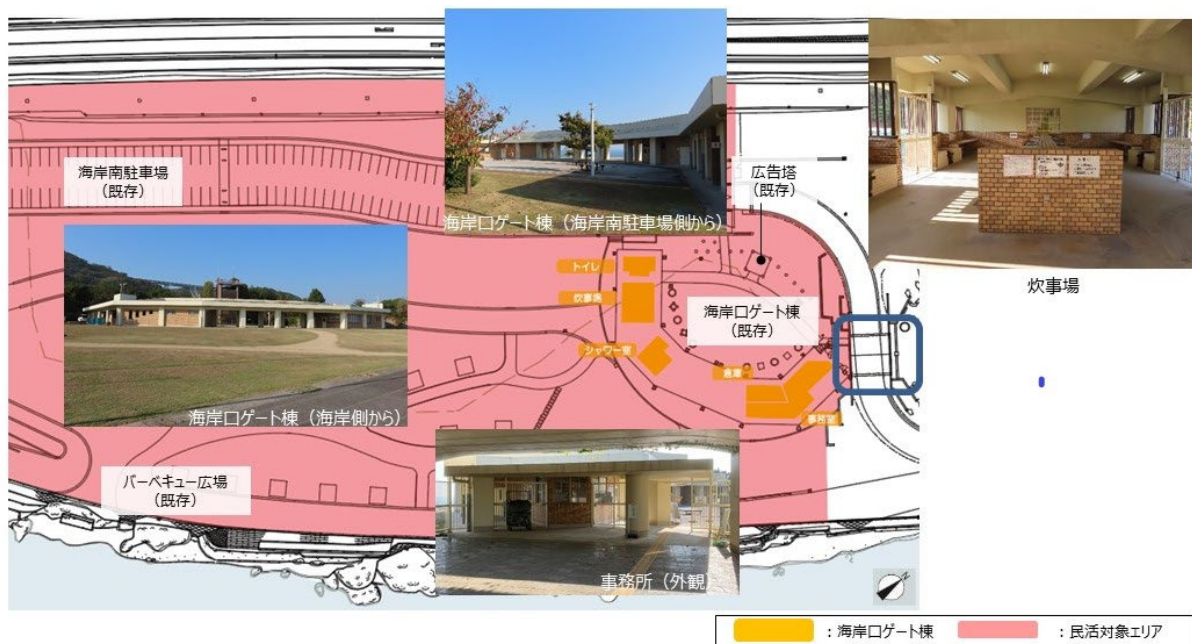 海岸南駐車場
（既存）
海岸口ゲート棟（海岸南駐車場側から）
広告塔
（既存）
炊事場
トイレ
炊事場
海岸口ゲート棟
（既存）
シャワー室
倉庫
事務室
海岸口ゲート棟（海岸側から）
バーベキュー広場
（既存）
事務所（外観）
：海岸口ゲート棟
：民活対象エリア